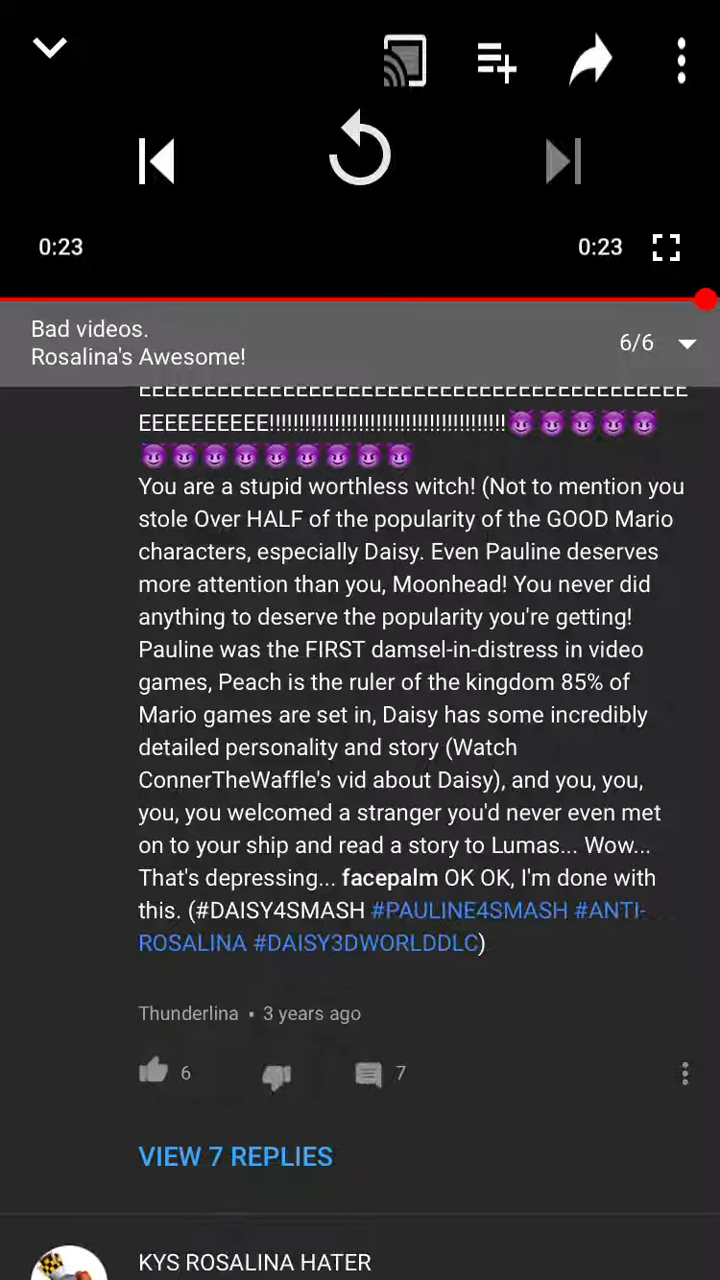 0:23
0:23
Bad videos.
Rosalina's Awesome!
6/6
EEEEEEEEEEEEEEEEEEEEEEEEEEEEEEEEEEEEEEEEEE
EEEEEEEEEE!!!!!!!!!!!!!!!!!!!!!!!!!!!!!!!!!!!!!!!!😈😈😈😈😈
😈😈😈😈😈😈😈😈😈
You are a stupid worthless witch! (Not to mention you
stole Over HALF of the popularity of the GOOD Mario
characters, especially Daisy. Even Pauline deserves
more attention than you, Moonhead! You never did
anything to deserve the popularity you're getting!
Pauline was the FIRST damsel-in-distress in video
games, Peach is the ruler of the kingdom 85% of
Mario games are set in, Daisy has some incredibly
detailed personality and story (Watch
ConnerTheWaffle's vid about Daisy), and you, you,
you, you welcomed a stranger you'd never even met
on to your ship and read a story to Lumas... Wow...
That's depressing... facepalm OK OK, I'm done with
this. (#DAISY4SMASH #PAULINE4SMASH #ANTI-
ROSALINA #DAISY3DWORLDDLC)
Thunderlina • 3 years ago
6
7
VIEW 7 REPLIES
KYS ROSALINA HATER